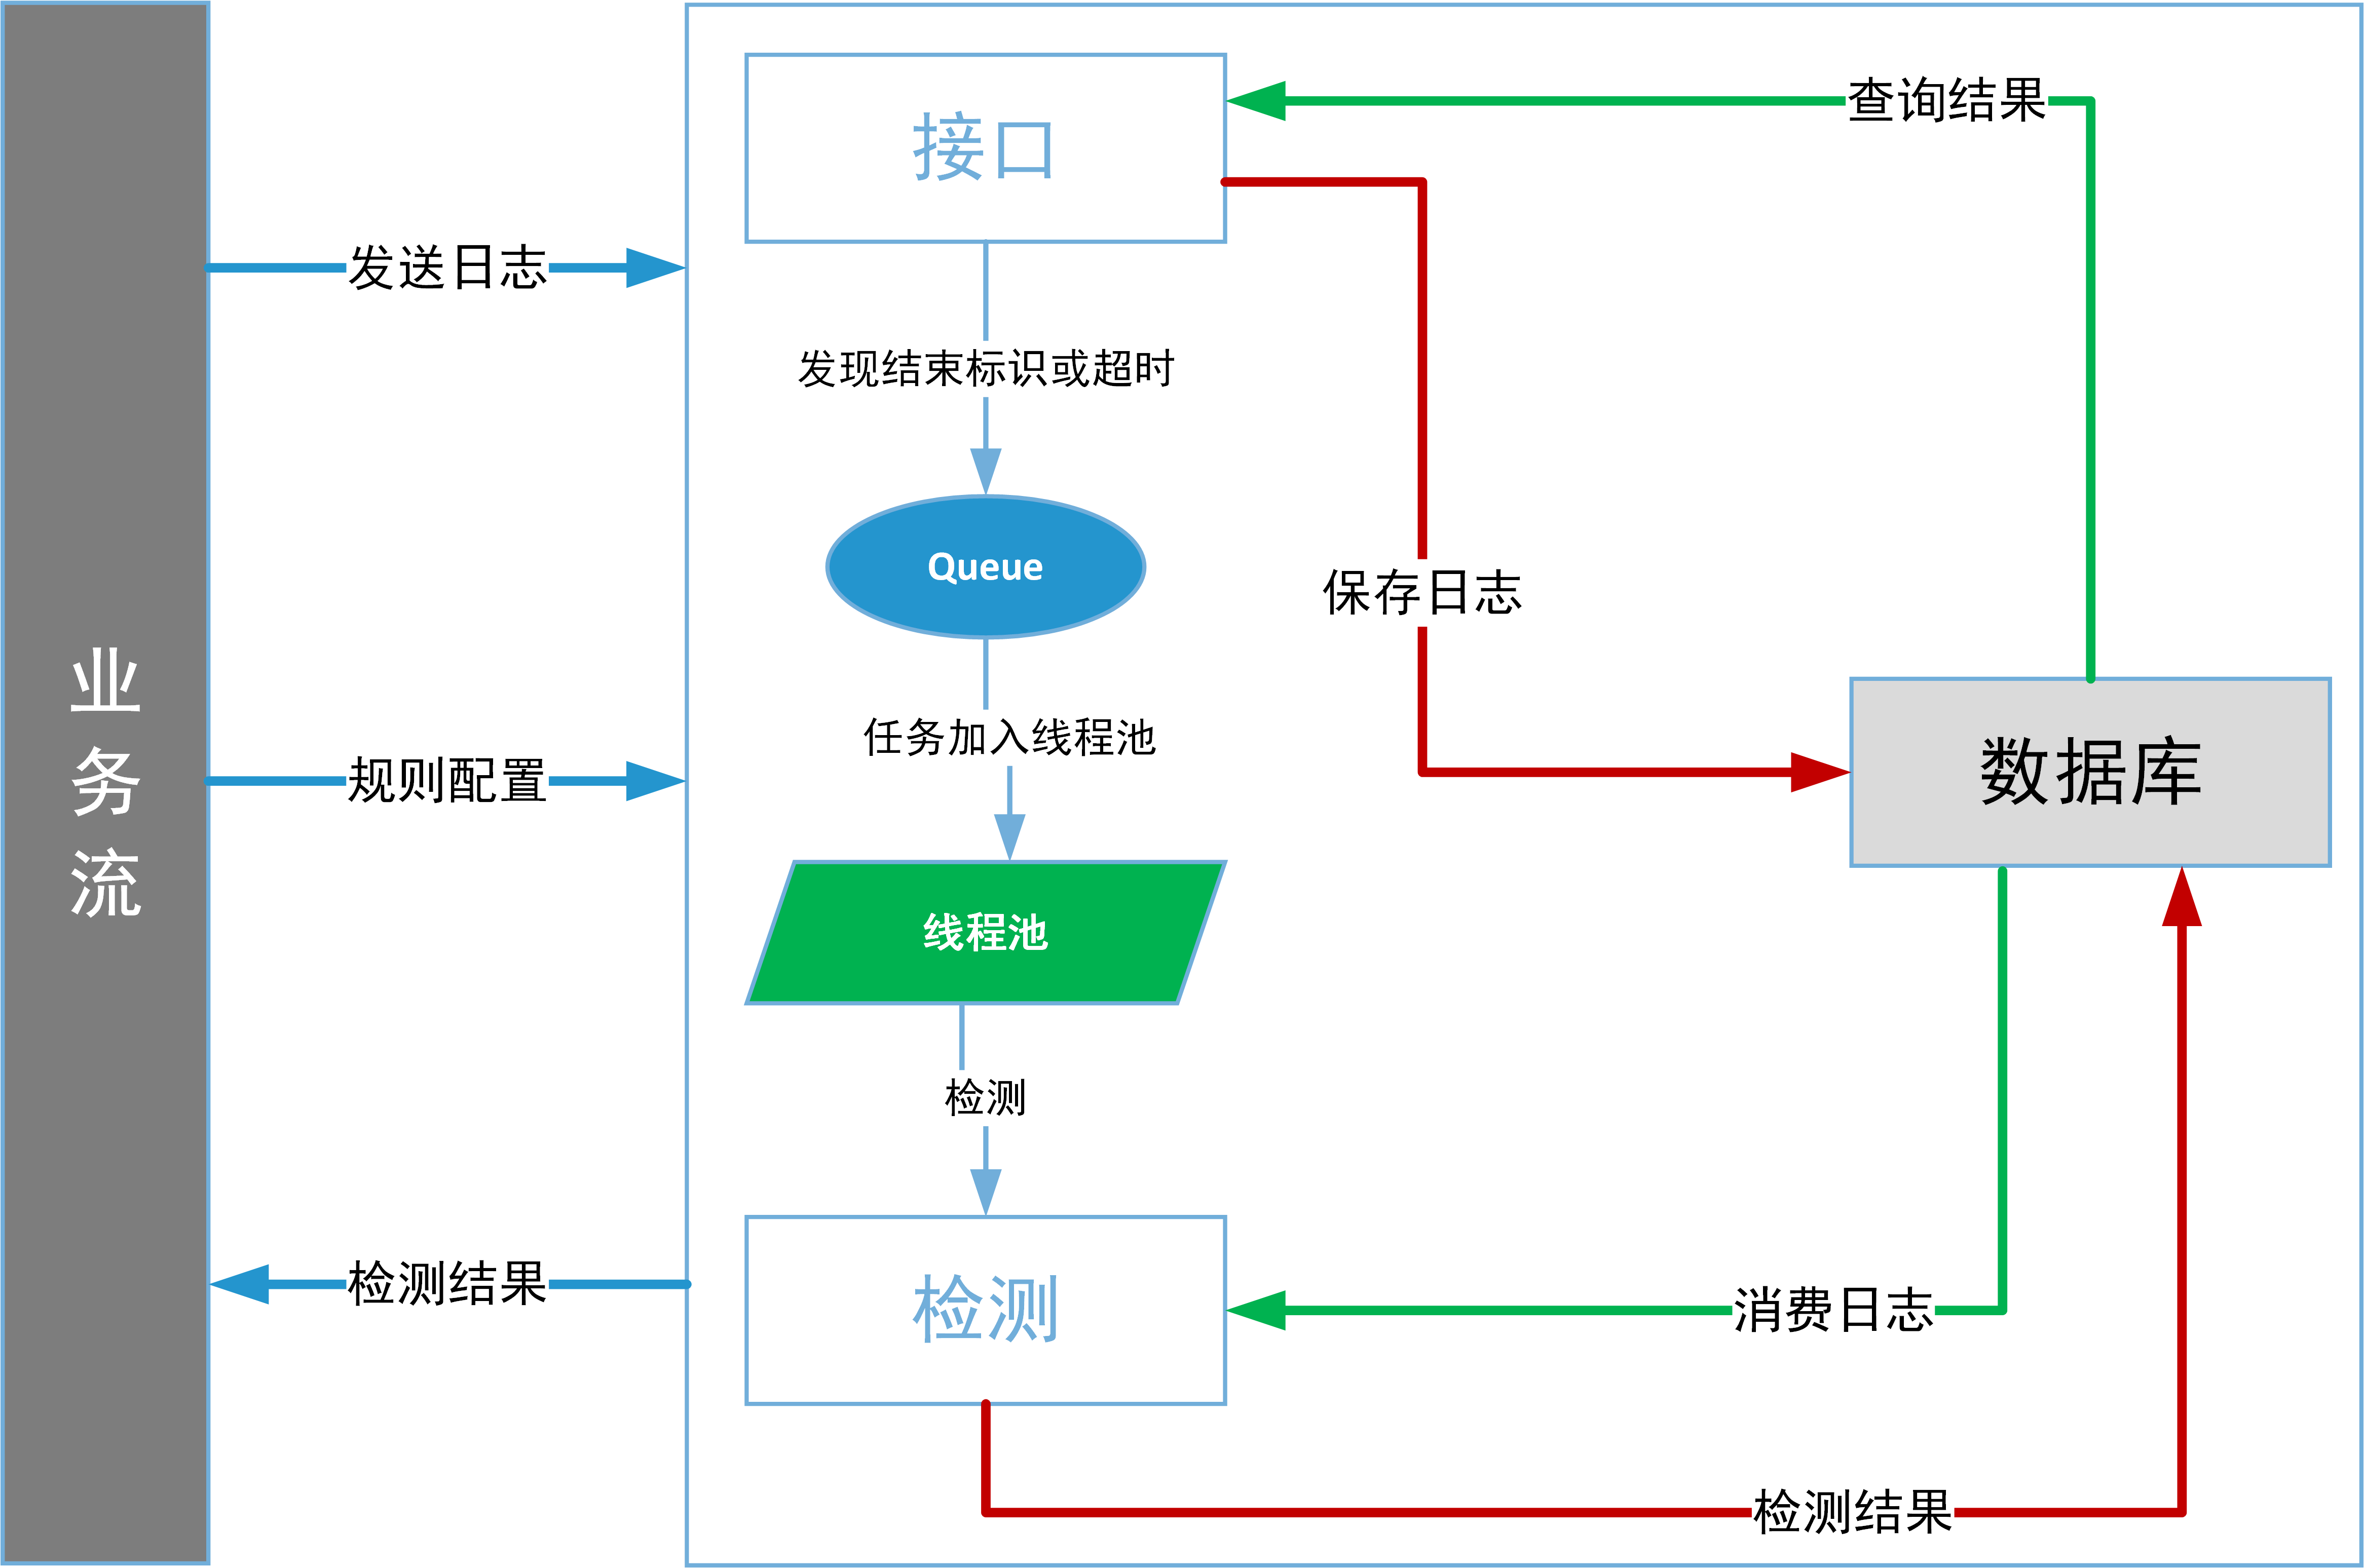 业
务
流
发送日志
规则配置
检测结果
接口
发现结束标识或超时
Queue
任务加入线程池
线程池
检测
检测
查询结果
保存日志
数据库
消费日志
检测结果